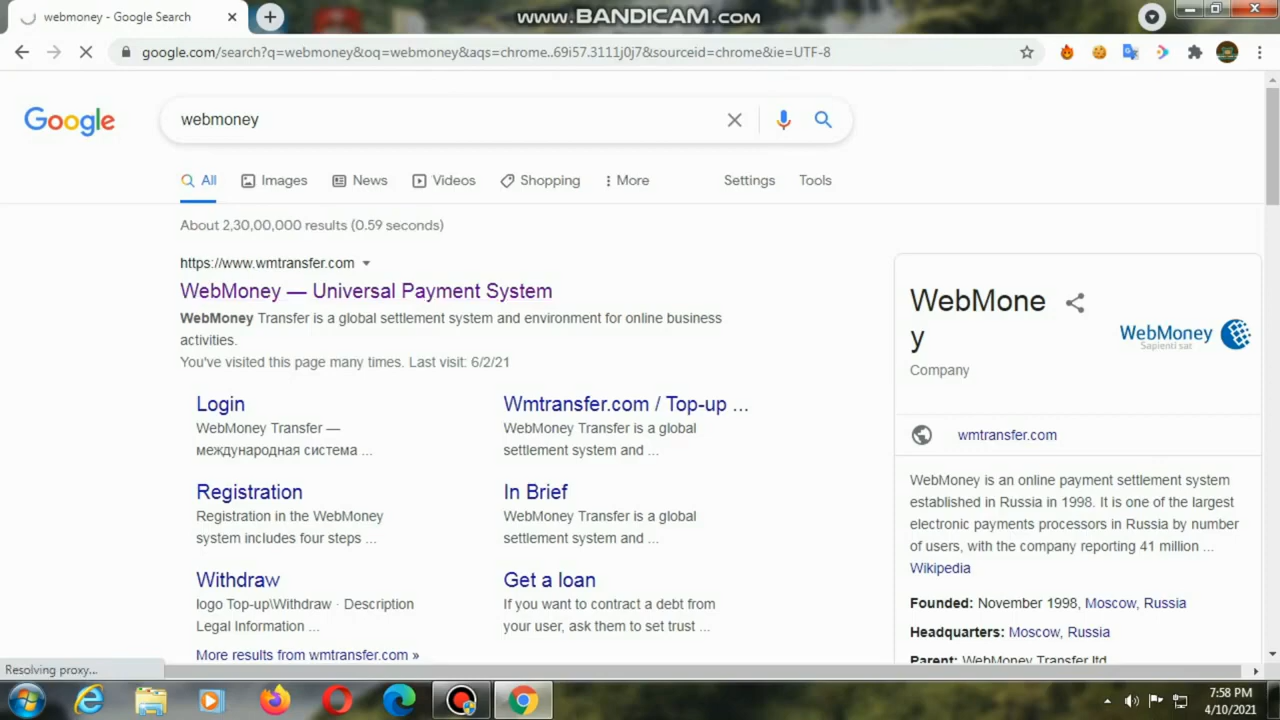 webmoney - Google Search
www.BANDICAM.com
google.com/search?q=webmoney&oq=webmoney&aqs=chrome..69i57.3111j0j7&sourceid=chrome&ie=UTF-8
Google
webmoney
All
Images
News
Videos
Shopping
More
Settings
Tools
About 2,30,00,000 results (0.59 seconds)
https://www.wmtransfer.com
WebMoney — Universal Payment System
WebMoney Transfer is a global settlement system and environment for online business
activities.
You've visited this page many times. Last visit: 6/2/21
Login
WebMoney Transfer —
международная система ...
Wmtransfer.com / Top-up ...
WebMoney Transfer is a global
settlement system and ...
Registration
Registration in the WebMoney
system includes four steps ...
In Brief
WebMoney Transfer is a global
settlement system and ...
Withdraw
logo Top-up\Withdraw · Description
Legal Information ...
Get a loan
If you want to contract a debt from
your user, ask them to set trust ...
More results from wmtransfer.com »
WebMone
y
Company
WebMoney
Sapienti sat
wmtransfer.com
WebMoney is an online payment settlement system
established in Russia in 1998. It is one of the largest
electronic payments processors in Russia by number
of users, with the company reporting 41 million ...
Wikipedia
Founded: November 1998, Moscow, Russia
Headquarters: Moscow, Russia
Parent: WebMoney Transfer ltd
Resolving proxy...
7:58 PM
4/10/2021